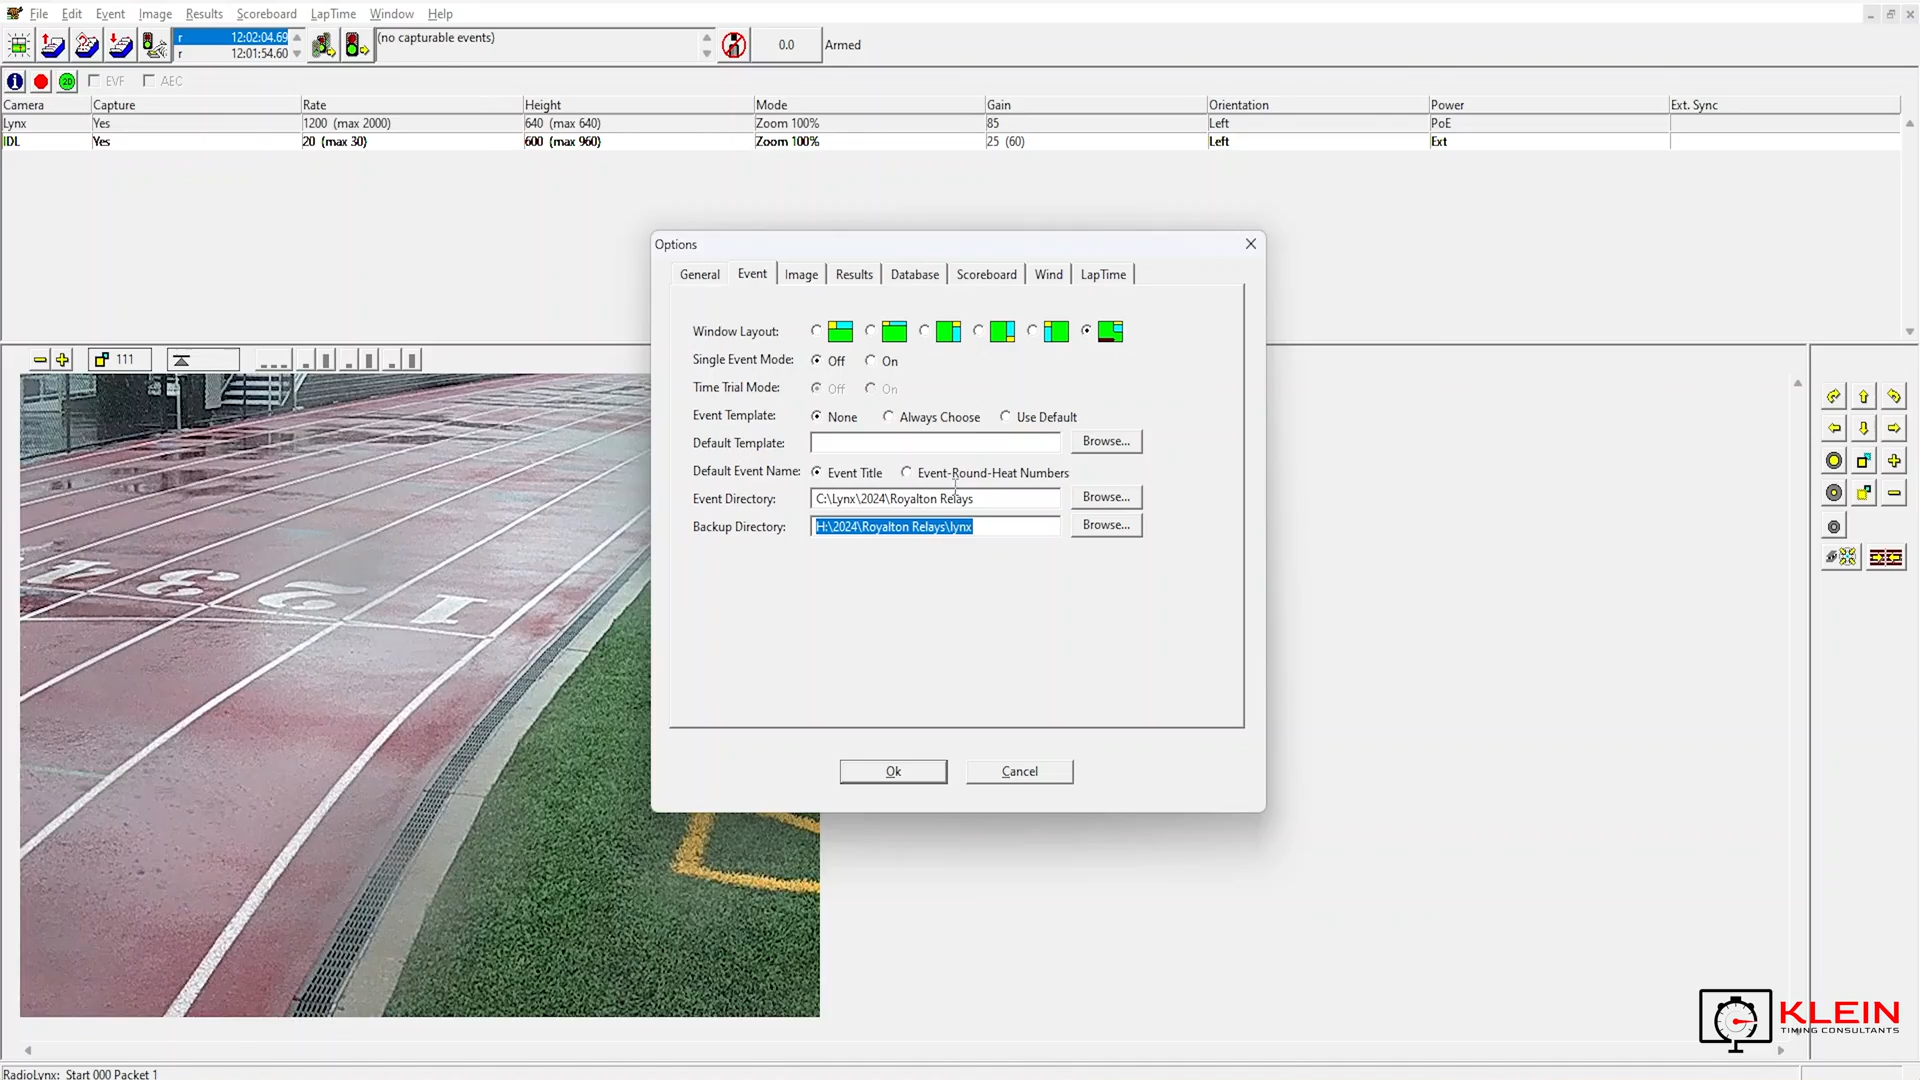 File Edit Event Image Results Scoreboard LapTime Window Help
r 12:02:04.69
r 12:01:54.60
(no capturable events)
0.0
Armed
20
EVF
AEC
Camera Capture Rate Height Mode Gain Orientation Power Ext. Sync
Lynx Yes 1200 (max 2000) 640 (max 640) Zoom 100% 85 Left PoE
IDL Yes 20 (max 30) 600 (max 960) Zoom 100% 25 (60) Left Ext
111
Options
General Event Image Results Database Scoreboard Wind LapTime
Window Layout:
Single Event Mode: Off On
Time Trial Mode: Off On
Event Template: None Always Choose Use Default
Default Template: Browse...
Default Event Name: Event Title Event-Round-Heat Numbers
Event Directory: C:\Lynx\2024\Royalton Relays Browse...
Backup Directory: H:\2024\Royalton Relays\lynx Browse...
Ok Cancel
4 3 2 1
KLEIN
TIMING CONSULTANTS
RadioLynx: Start 000 Packet 1